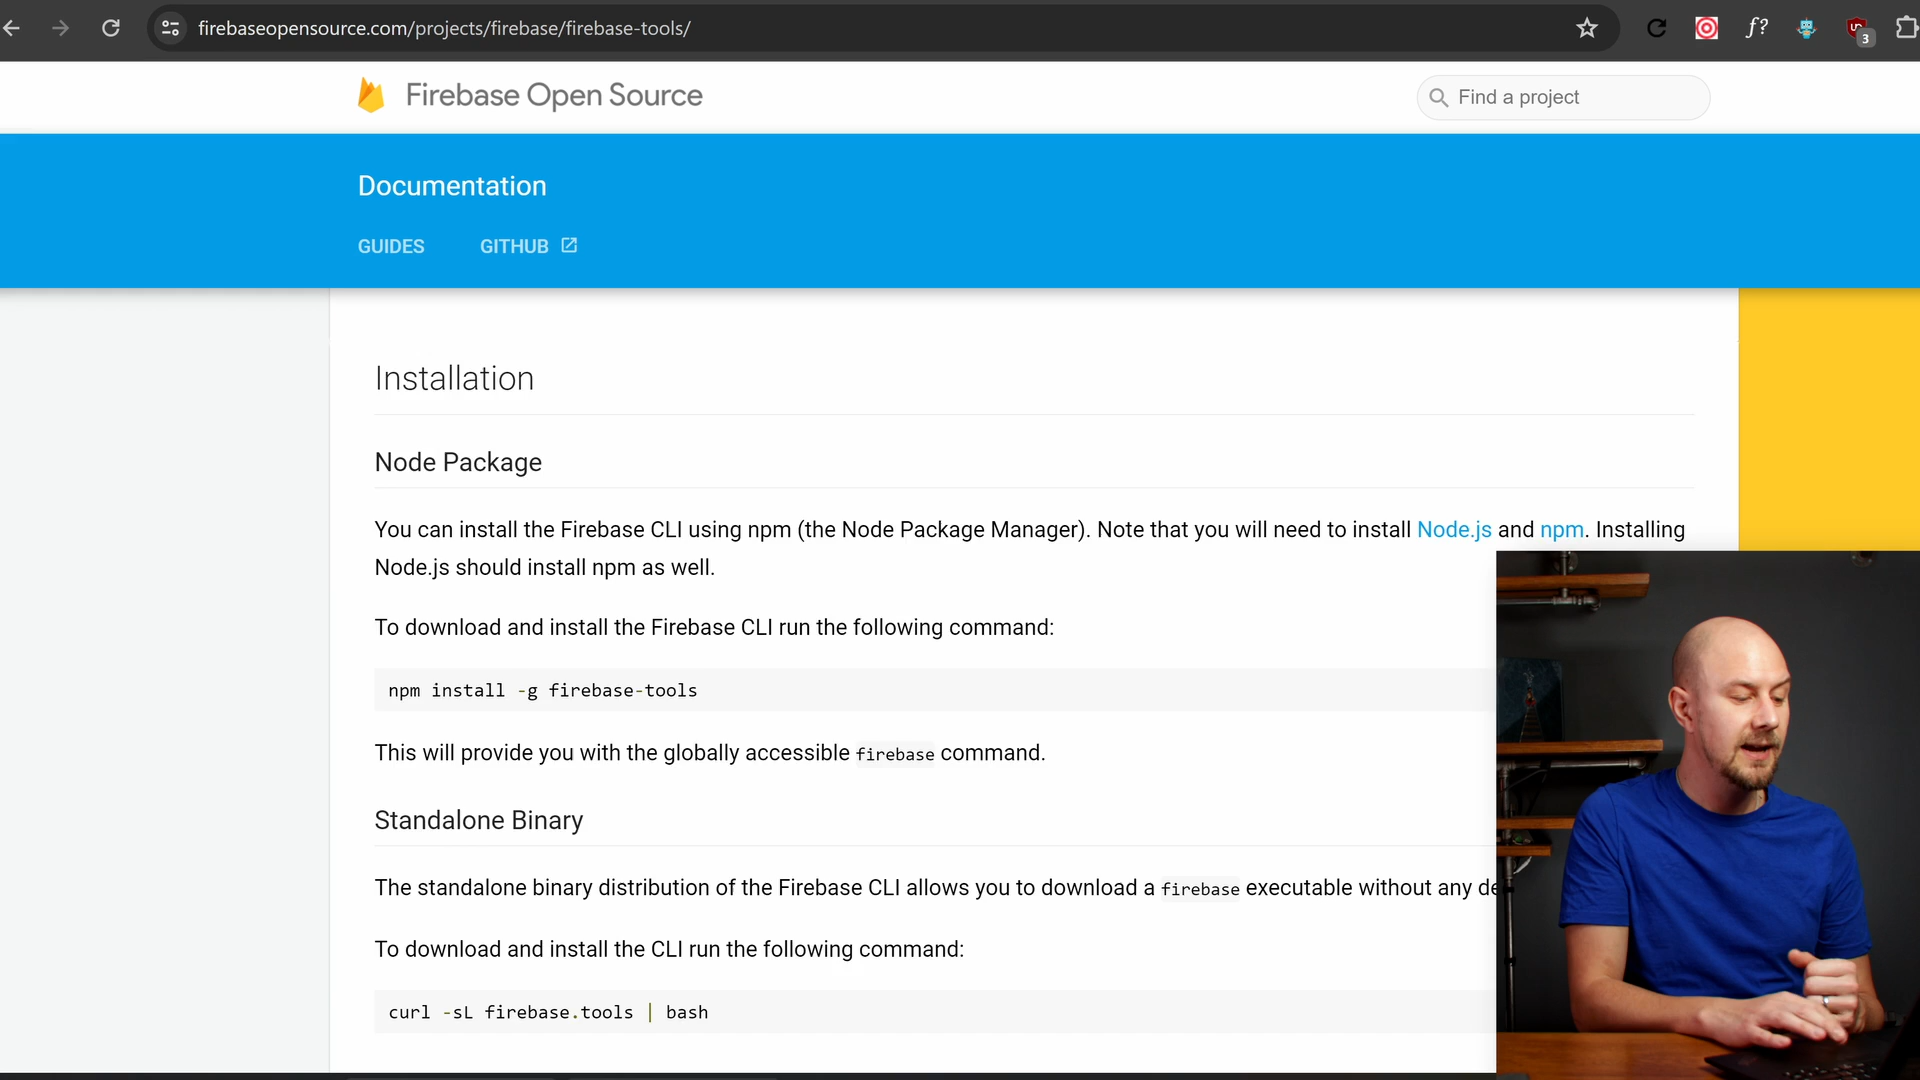 firebaseopensource.com/projects/firebase/firebase-tools/
f?
3
Firebase Open Source
Find a project
Documentation
GUIDES
GITHUB
Installation
Node Package
You can install the Firebase CLI using npm (the Node Package Manager). Note that you will need to install Node.js and npm. Installing
Node.js should install npm as well.
To download and install the Firebase CLI run the following command:
npm install -g firebase-tools
This will provide you with the globally accessible firebase command.
Standalone Binary
The standalone binary distribution of the Firebase CLI allows you to download a firebase executable without any de
To download and install the CLI run the following command:
curl -sL firebase.tools | bash